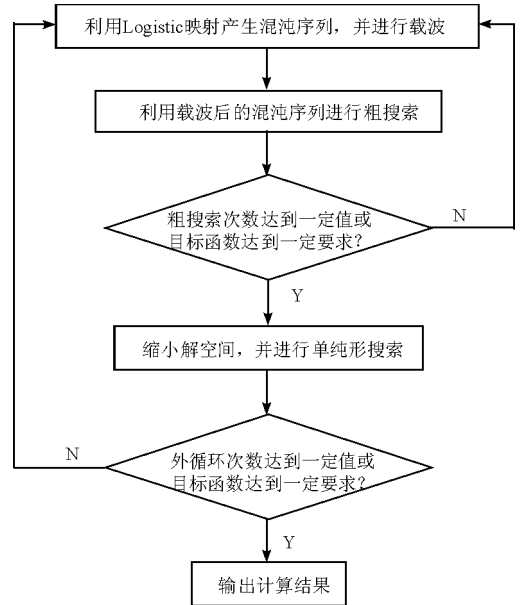 利用Logistic映射产生混沌序列，并进行载波
利用载波后的混沌序列进行粗搜索
粗搜索次数达到一定值或
目标函数达到一定要求？
N
Y
缩小解空间，并进行单纯形搜索
N
外循环次数达到一定值或
目标函数达到一定要求？
Y
输出计算结果